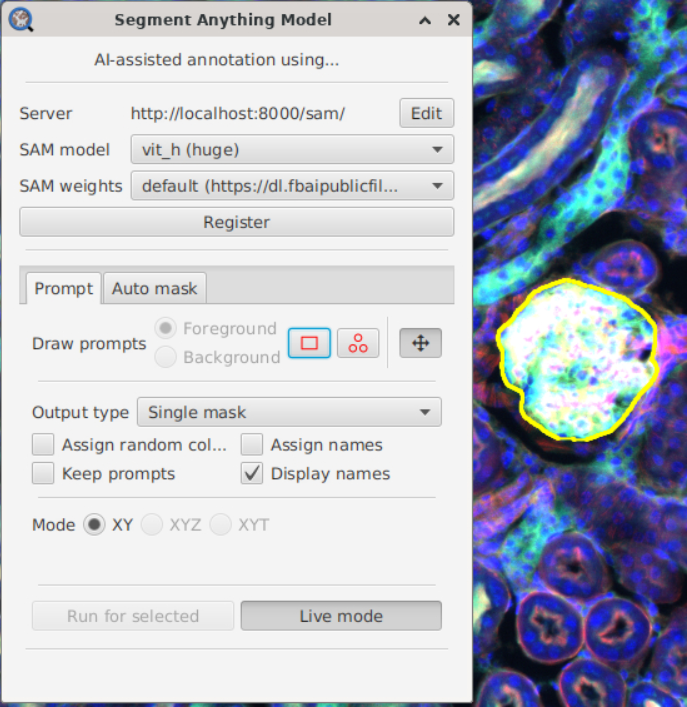 Segment Anything Model
AI-assisted annotation using...
Server http://localhost:8000/sam/ Edit
SAM model vit_h (huge)
SAM weights default (https://dl.fbaipublicfil...
Register
Prompt Auto mask
Draw prompts Foreground
Background
Output type Single mask
Assign random col... Assign names
Keep prompts Display names
Mode XY XYZ XYT
Run for selected Live mode